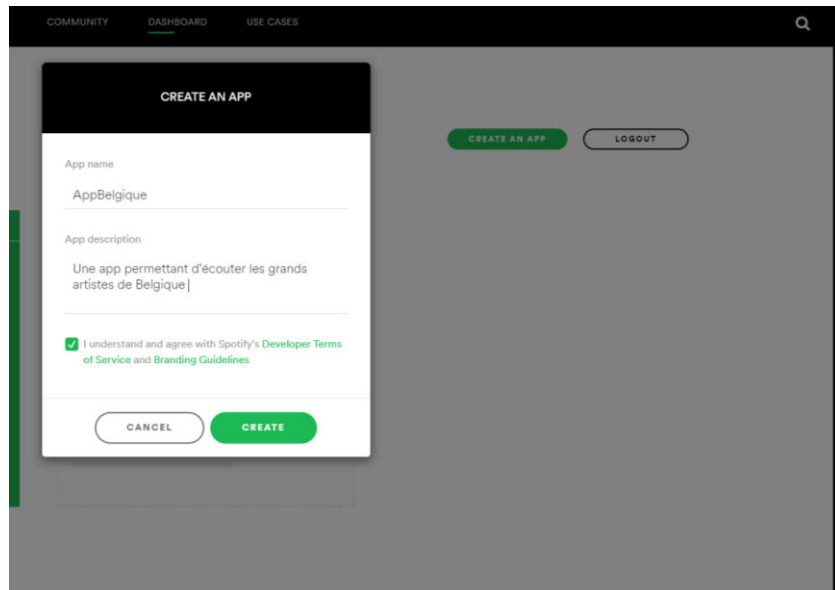 COMMUNITY DASHBOARD USE CASES
CREATE AN APP
CREATE AN APP LOGOUT
App name
AppBelgique
App description
Une app permettant d'écouter les grands
artistes de Belgique
I understand and agree with Spotify's Developer Terms
of Service and Branding Guidelines
CANCEL CREATE